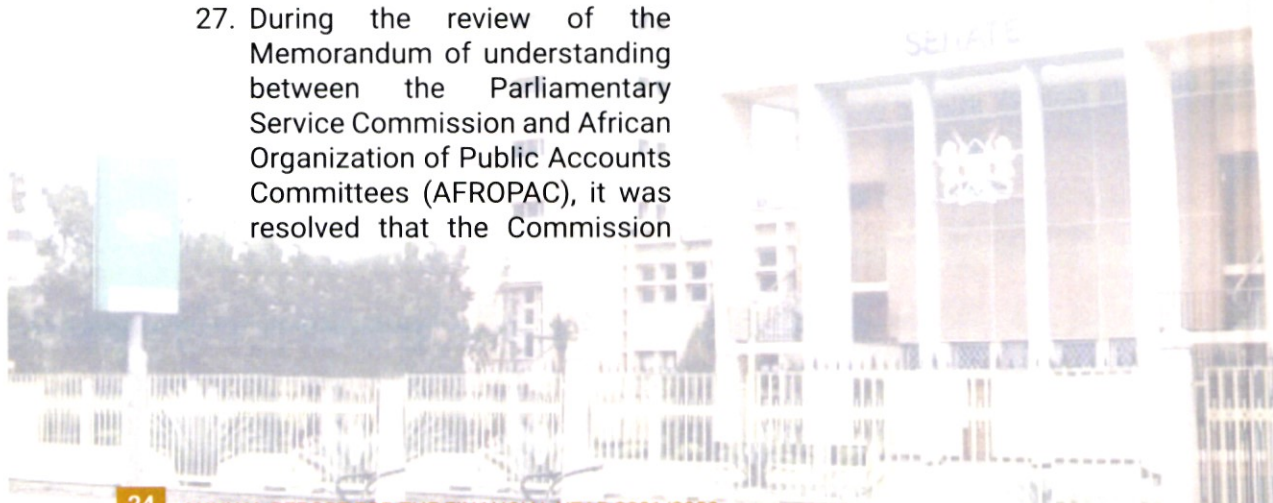 SENATE
27. During the review of the
Memorandum of understanding
between the Parliamentary
Service Commission and African
Organization of Public Accounts
Committees (AFROPAC), it was
resolved that the Commission
24